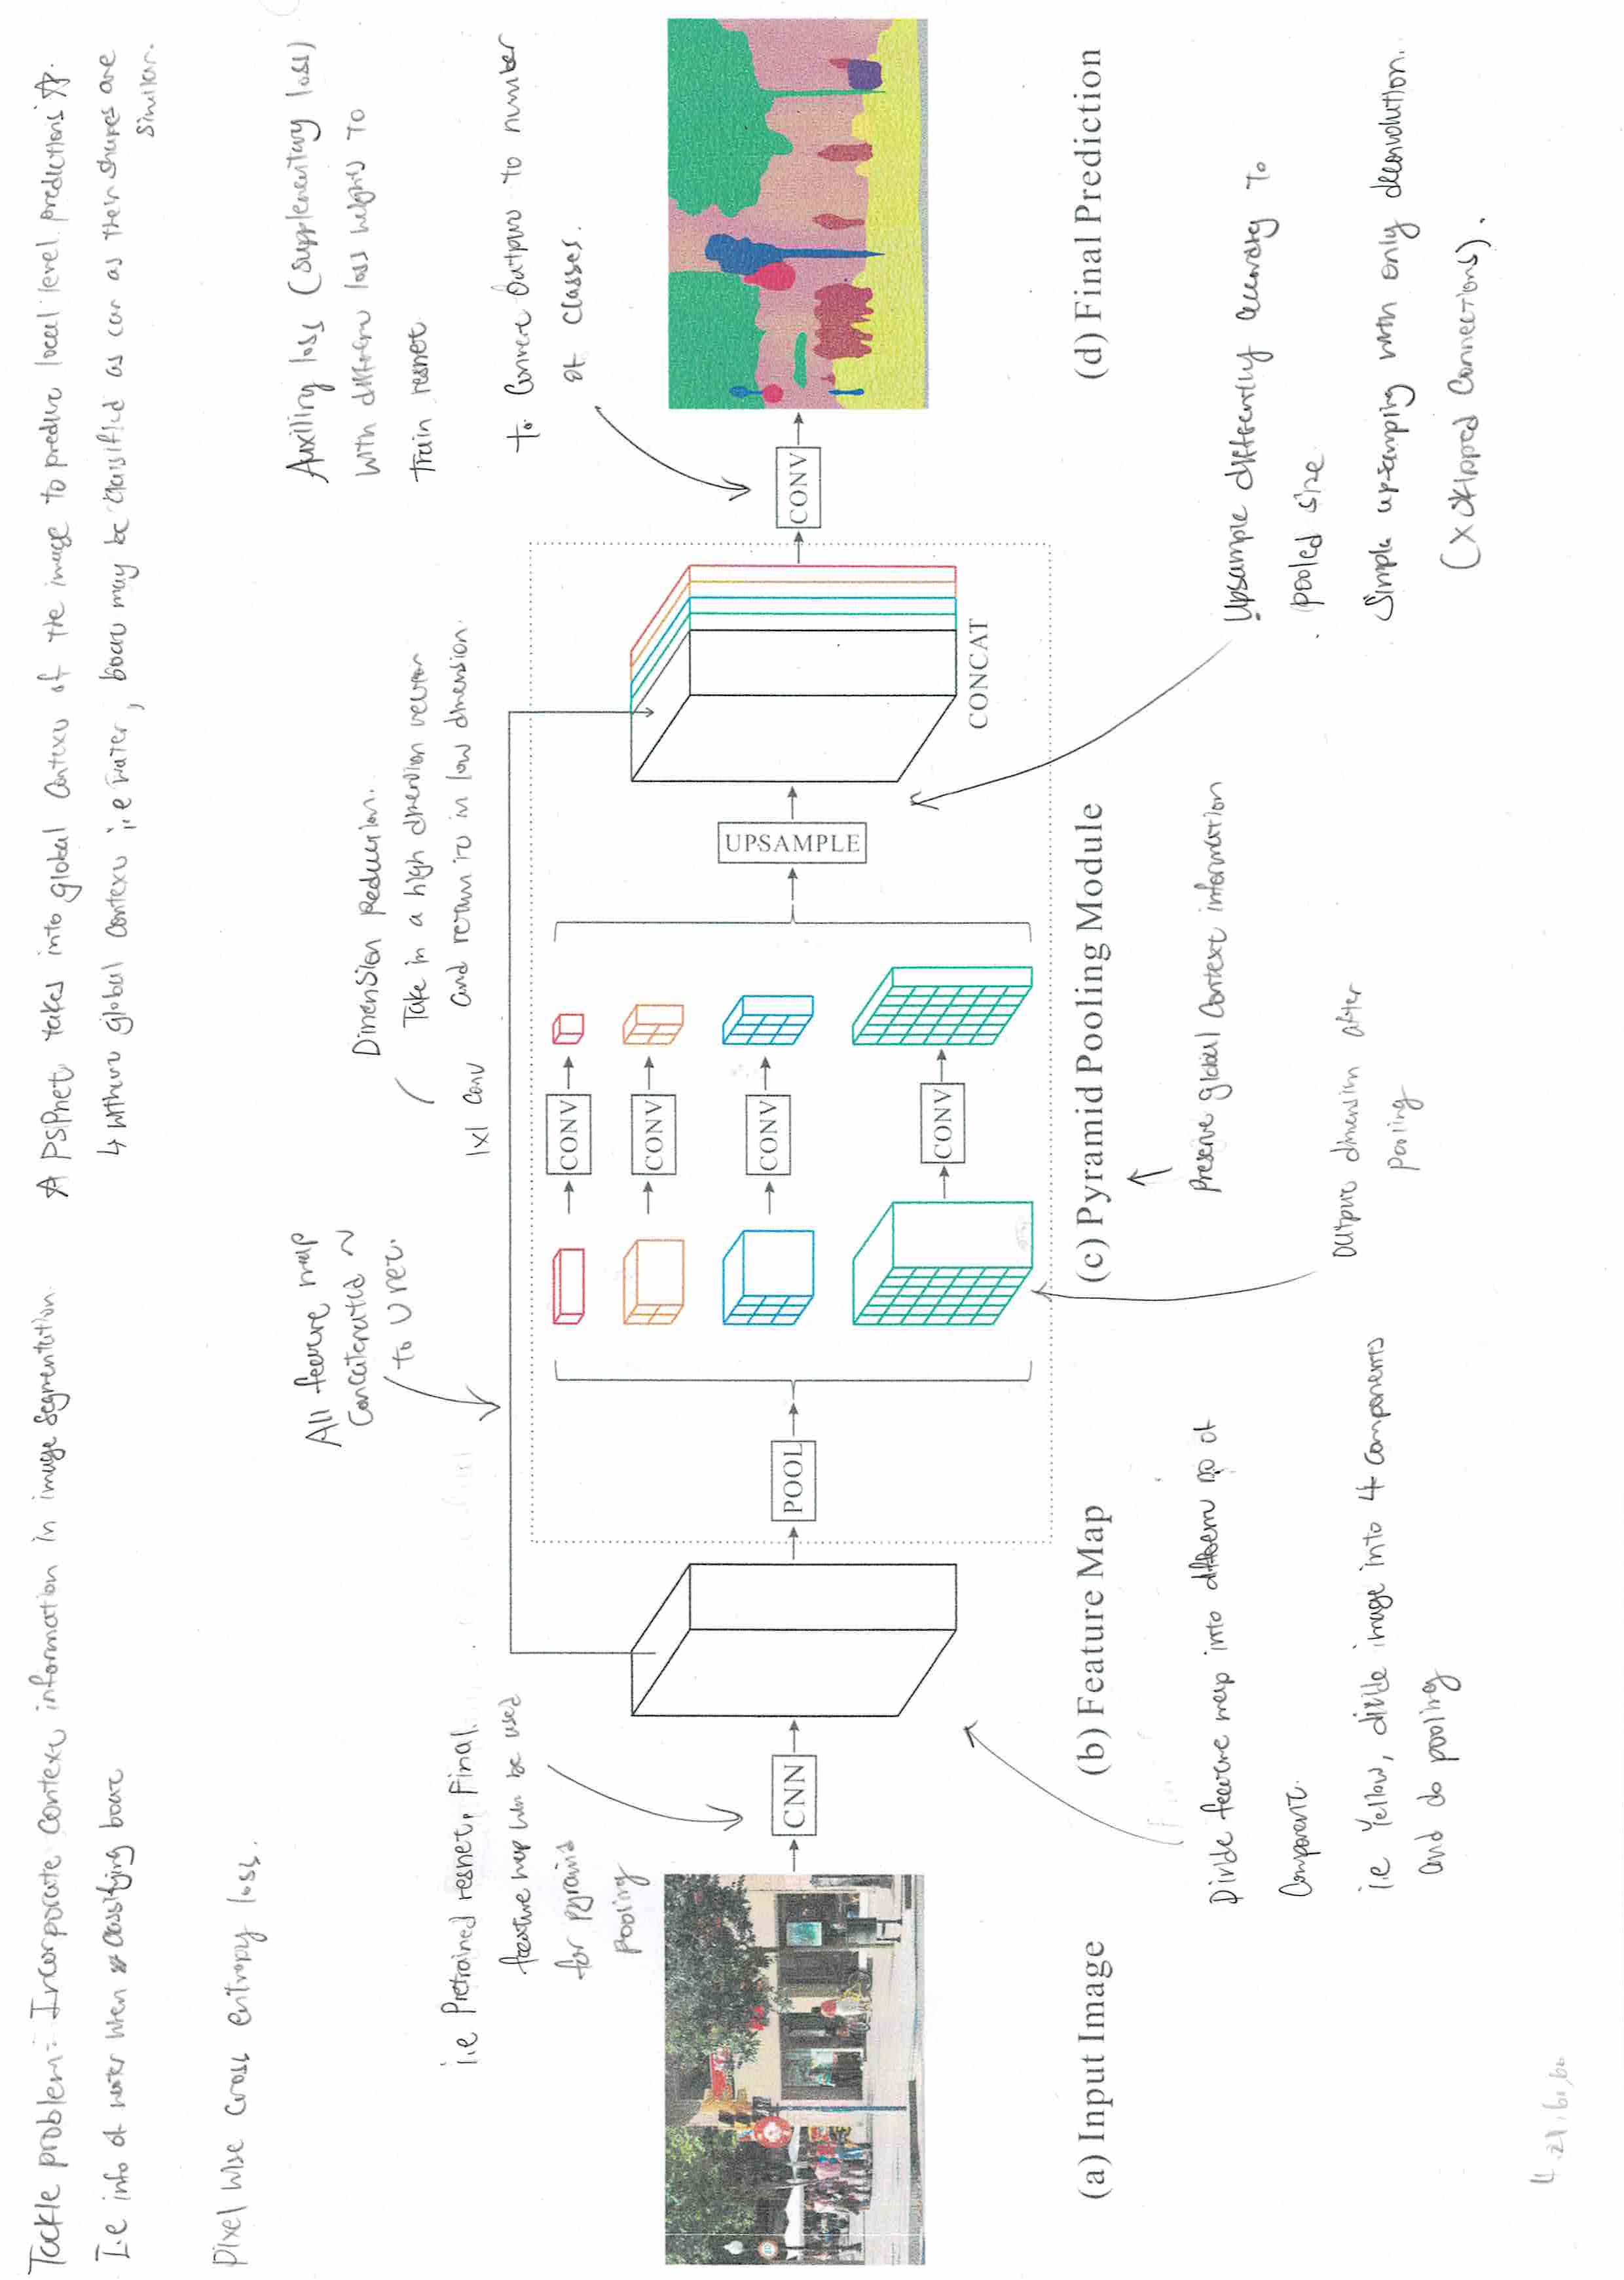 Tackle problem: Incorporate context information in image segmentation.
I.e info of water when classifying boat
Pixel wise cross entropy loss.
☆ PSPnet takes into global context of the image to predict local level predictions ☆.
↳ without global context i.e water, boat may be classified as car as their shapes are
similar.
All feature map
concatenated ~
to U net.
Dimension Reduction.
Take in a high dimension vector
and return it in low dimension.
1x1 conv
Auxiliary loss (supplementary loss)
with different loss weights to
train resnet
to convert output to number
of classes.
i.e Pretrained resnet, Final
feature map will be used
for pyramid
pooling
CNN
POOL
CONV
CONV
CONV
CONV
UPSAMPLE
CONCAT
CONV
(a) Input Image
(b) Feature Map
(c) Pyramid Pooling Module
(d) Final Prediction
Divide feature map into different no of
component.
i.e Yellow, divide image into 4 components
and do pooling
Preserve global context information
output dimension after
pooling
Upsample differently according to
pooled size
Simple upsampling with only deconvolution.
(x skipped connections).